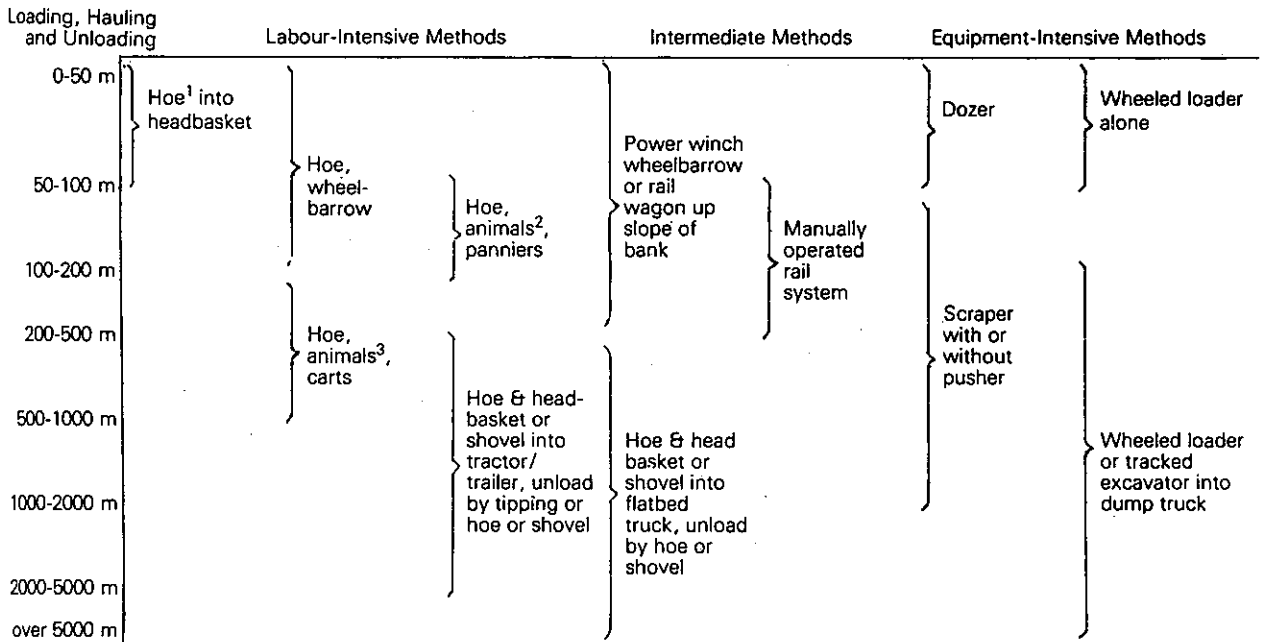 Loading, Hauling
and Unloading
Labour-Intensive Methods
Intermediate Methods
Equipment-Intensive Methods
0-50 m
50-100 m
100-200 m
200-500 m
500-1000 m
1000-2000 m
2000-5000 m
over 5000 m
Hoe¹ into
headbasket
Hoe,
wheel-
barrow
Hoe,
animals³,
carts
Hoe,
animals²,
panniers
Hoe & head-
basket or
shovel into
tractor/
trailer, unload
by tipping or
hoe or shovel
Power winch
wheelbarrow
or rail
wagon up
slope of
bank
Hoe & head
basket or
shovel into
flatbed
truck, unload
by hoe or
shovel
Manually
operated
rail
system
Dozer
Scraper
with or
without
pusher
Wheeled loader
alone
Wheeled loader
or tracked
excavator into
dump truck